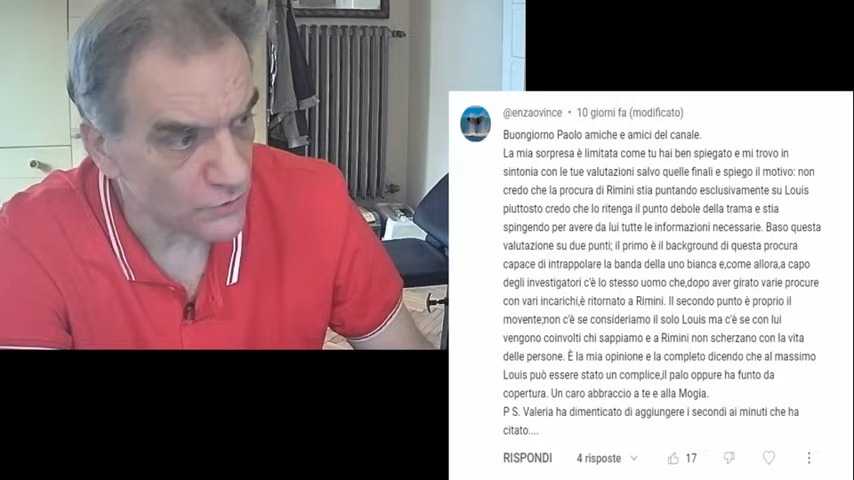 @enzaovince • 10 giorni fa (modificato)
Buongiorno Paolo amiche e amici del canale.
La mia sorpresa è limitata come tu hai ben spiegato e mi trovo in
sintonia con le tue valutazioni salvo quelle finali e spiego il motivo: non
credo che la procura di Rimini stia puntando esclusivamente su Louis
piuttosto credo che lo ritenga il punto debole della trama e stia
spingendo per avere da lui tutte le informazioni necessarie. Baso questa
valutazione su due punti; il primo è il background di questa procura
capace di intrappolare la banda della uno bianca e,come allora,a capo
degli investigatori c'è lo stesso uomo che,dopo aver girato varie procure
con vari incarichi,è ritornato a Rimini. Il secondo punto è proprio il
movente;non c'è se consideriamo il solo Louis ma c'è se con lui
vengono coinvolti chi sappiamo e a Rimini non scherzano con la vita
delle persone. È la mia opinione e la completo dicendo che al massimo
Louis può essere stato un complice,il palo oppure ha funto da
copertura. Un caro abbraccio a te e alla Mogia.
P S. Valeria ha dimenticato di aggiungere i secondi ai minuti che ha
citato....
RISPONDI 4 risposte 17